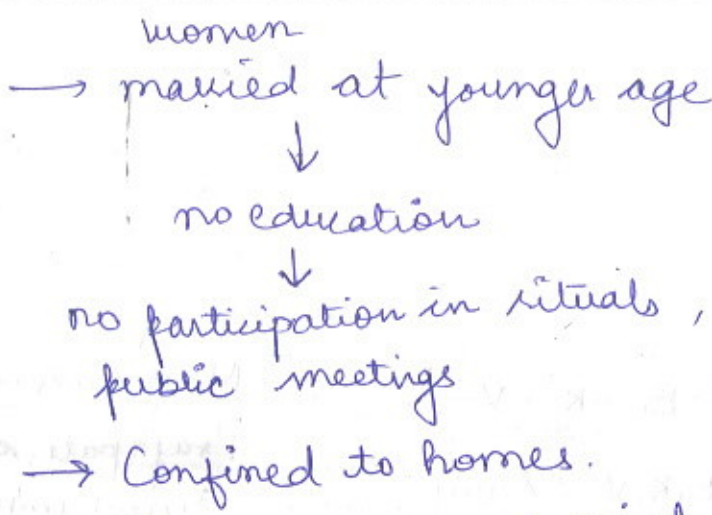 women
→ married at younger age
↓
no education
↓
no participation in rituals,
public meetings
→ Confined to homes.